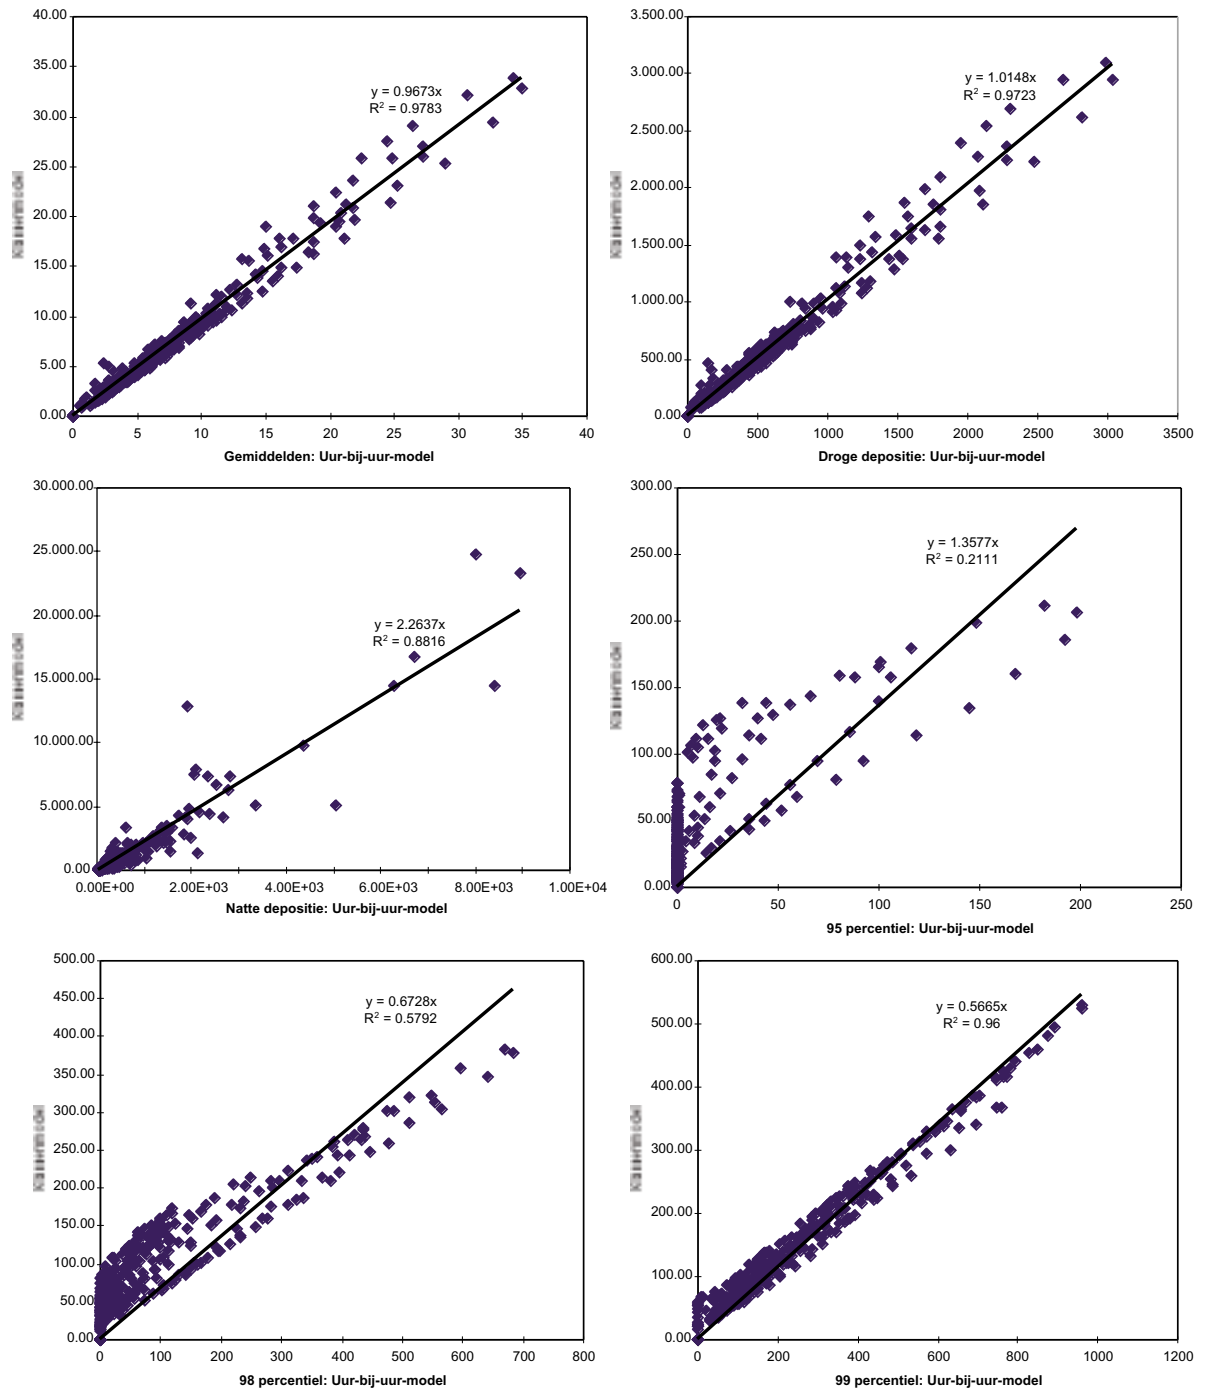 40.00
35.00
30.00
25.00
20.00
15.00
10.00
5.00
0.00
y = 0.9673x
R² = 0.9783
0 5 10 15 20 25 30 35 40
Gemiddelden: Uur-bij-uur-model
3.500.00
3.000.00
2.500.00
2.000.00
1.500.00
1.000.00
500.00
0.00
y = 1.0148x
R² = 0.9723
0 500 1000 1500 2000 2500 3000 3500
Droge depositie: Uur-bij-uur-model
30.000.00
25.000.00
20.000.00
15.000.00
10.000.00
5.000.00
0.00
y = 2.2637x
R² = 0.8816
0.00E+00 2.00E+03 4.00E+03 6.00E+03 8.00E+03 1.00E+04
Natte depositie: Uur-bij-uur-model
300.00
250.00
200.00
150.00
100.00
50.00
0.00
y = 1.3577x
R² = 0.2111
0 50 100 150 200 250
95 percentiel: Uur-bij-uur-model
500.00
450.00
400.00
350.00
300.00
250.00
200.00
150.00
100.00
50.00
0.00
y = 0.6728x
R² = 0.5792
0 100 200 300 400 500 600 700 800
98 percentiel: Uur-bij-uur-model
600.00
500.00
400.00
300.00
200.00
100.00
0.00
y = 0.5665x
R² = 0.96
0 200 400 600 800 1000 1200
99 percentiel: Uur-bij-uur-model